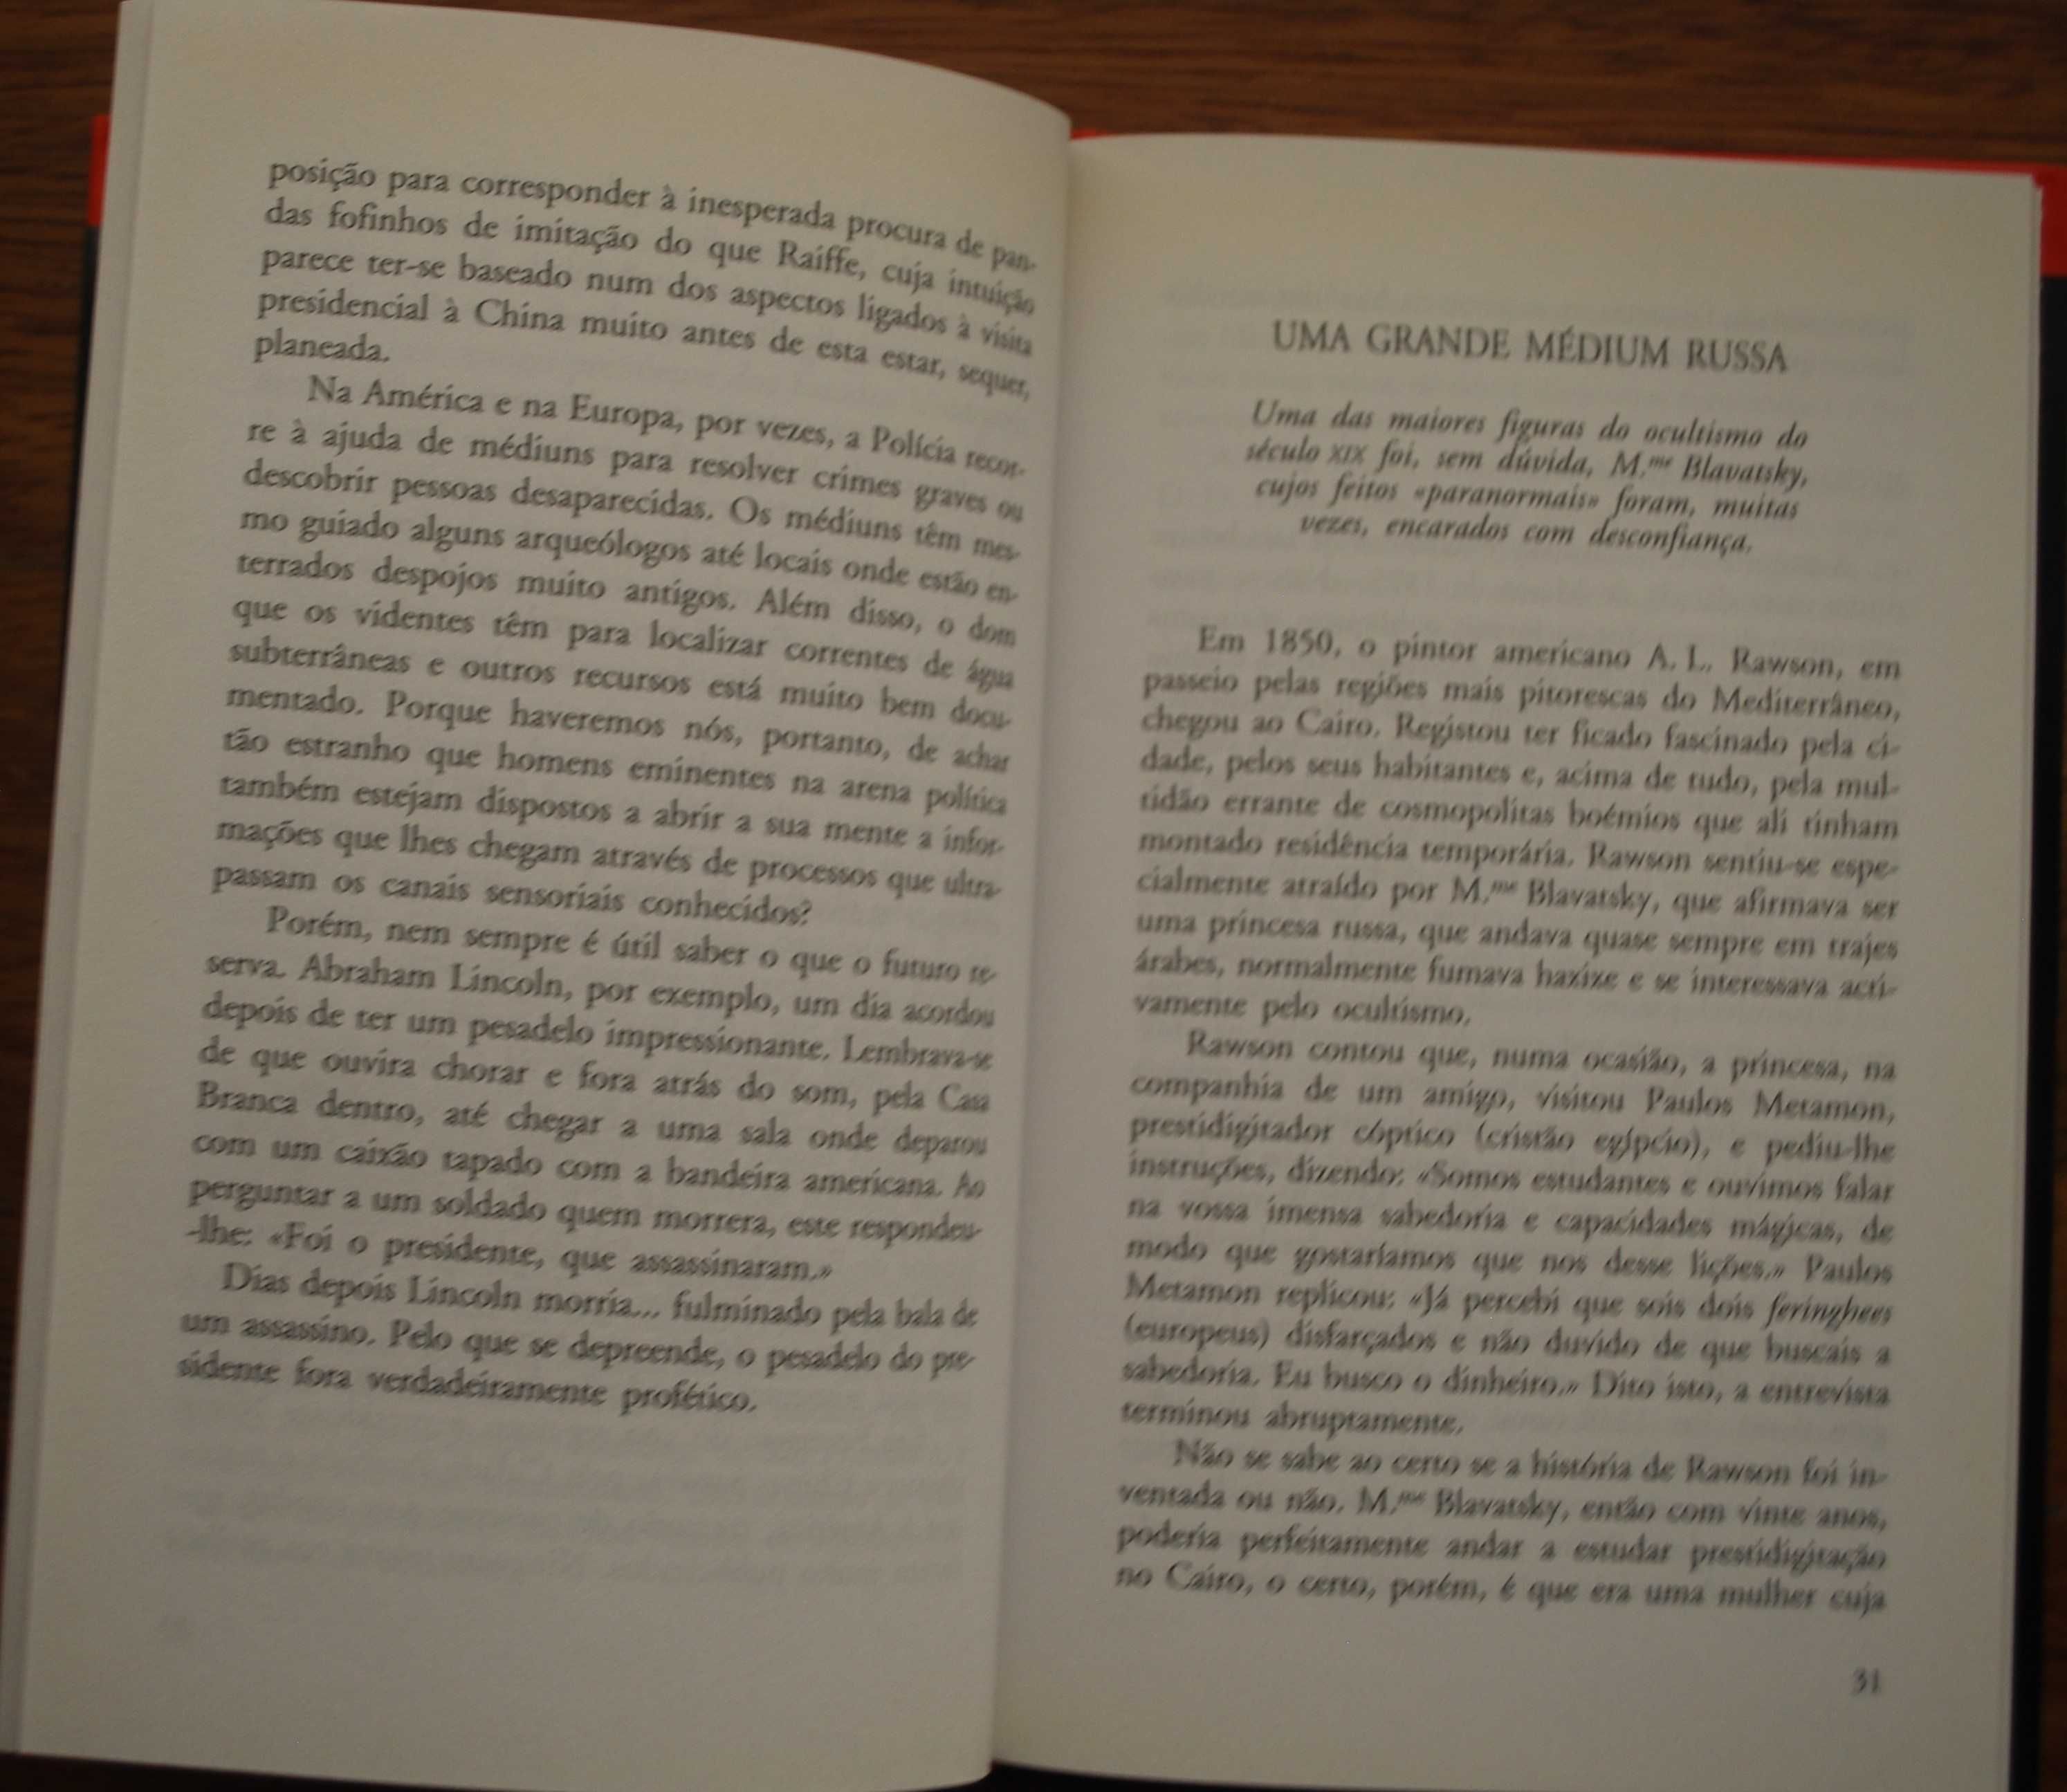 posição para corresponder à inesperada procura de pan-
das fofinhos de imitação do que Raiffe, cuja intuição
parece ter-se baseado num dos aspectos ligados à visita
presidencial à China muito antes de esta estar, sequer,
planeada.
Na América e na Europa, por vezes, a Polícia recor-
re à ajuda de médiuns para resolver crimes graves ou
descobrir pessoas desaparecidas. Os médiuns têm mes-
mo guiado alguns arqueólogos até locais onde estão en-
terrados despojos muito antigos. Além disso, o dom
que os videntes têm para localizar correntes de água
subterrâneas e outros recursos está muito bem docu-
mentado. Porque haveremos nós, portanto, de achar
tão estranho que homens eminentes na arena política
também estejam dispostos a abrir a sua mente a infor-
mações que lhes chegam através de processos que ultra-
passam os canais sensoriais conhecidos?
Porém, nem sempre é útil saber o que o futuro re-
serva. Abraham Lincoln, por exemplo, um dia acordou
depois de ter um pesadelo impressionante. Lembrava-se
de que ouvira chorar e fora atrás do som, pela Casa
Branca dentro, até chegar a uma sala onde deparou
com um caixão tapado com a bandeira americana. Ao
perguntar a um soldado quem morrera, este respondeu-
-lhe: «Foi o presidente, que assassinaram.»
Dias depois Lincoln morria... fulminado pela bala de
um assassino. Pelo que se depreende, o pesadelo do pre-
sidente fora verdadeiramente profético.
UMA GRANDE MÉDIUM RUSSA
Uma das maiores figuras do ocultismo do
século XIX foi, sem dúvida, M.me Blavatsky,
cujos feitos «paranormais» foram, muitas
vezes, encarados com desconfiança.
Em 1850, o pintor americano A. L. Rawson, em
passeio pelas regiões mais pitorescas do Mediterrâneo,
chegou ao Cairo. Registou ter ficado fascinado pela ci-
dade, pelos seus habitantes e, acima de tudo, pela mul-
tidão errante de cosmopolitas boémios que ali tinham
montado residência temporária. Rawson sentiu-se espe-
cialmente atraído por M.me Blavatsky, que afirmava ser
uma princesa russa, que andava quase sempre em trajes
árabes, normalmente fumava haxixe e se interessava acti-
vamente pelo ocultismo.
Rawson contou que, numa ocasião, a princesa, na
companhia de um amigo, visitou Paulos Metamon,
prestidigitador cóptico (cristão egípcio), e pediu-lhe
instruções, dizendo: «Somos estudantes e ouvimos falar
na vossa imensa sabedoria e capacidades mágicas, de
modo que gostaríamos que nos desse lições.» Paulos
Metamon replicou: «Já percebi que sois dois feringhees
(europeus) disfarçados e não duvido de que buscais a
sabedoria. Eu busco o dinheiro.» Dito isto, a entrevista
terminou abruptamente.
Não se sabe ao certo se a história de Rawson foi in-
ventada ou não. M.me Blavatsky, então com vinte anos,
poderia perfeitamente andar a estudar prestidigitação
no Cairo, o certo, porém, é que era uma mulher cuja
31